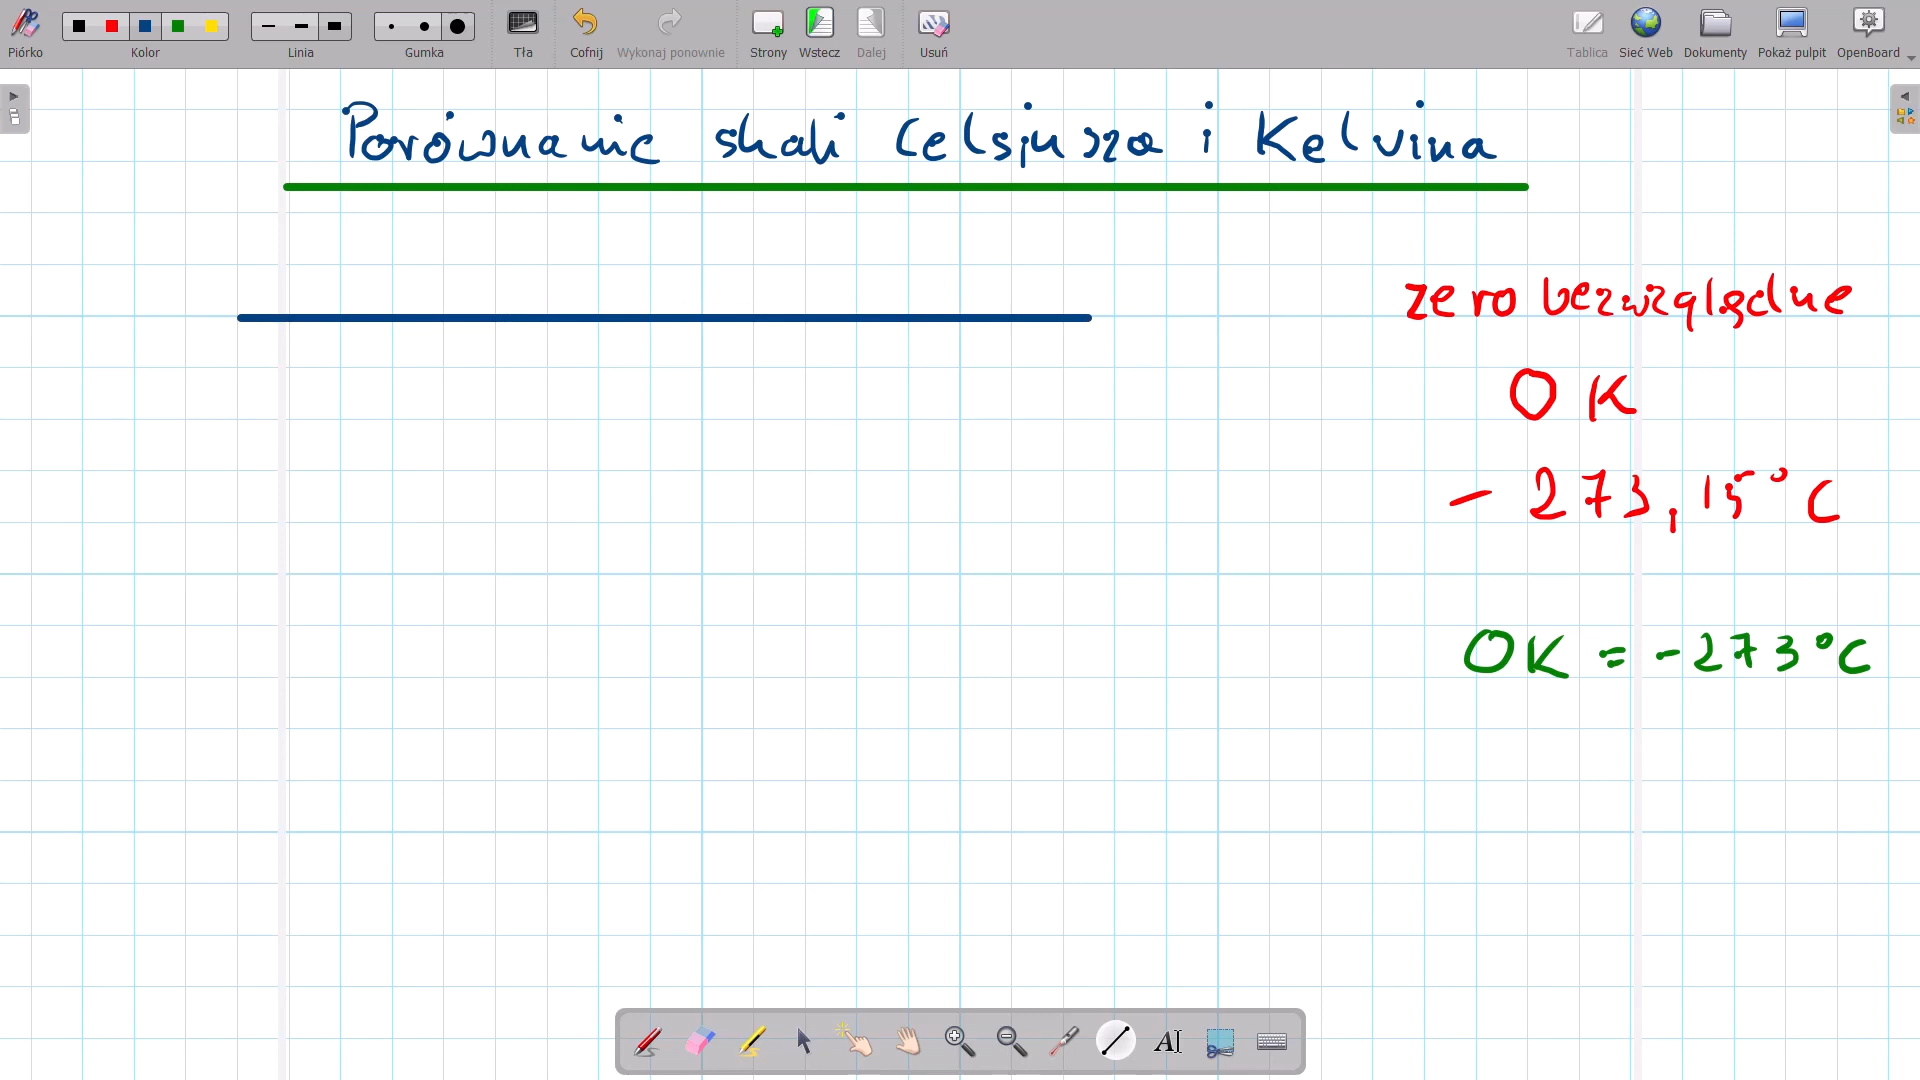 Piórko Kolor Linia Gumka Tła Cofnij Wykonaj ponownie Strony Wstecz Dalej Usuń Tablica Sieć Web Dokumenty Pokaż pulpit OpenBoard
Porównanie skali Celsjusza i Kelvina
zero bezwzględne
0 K
- 273,15°C
0K = -273°C